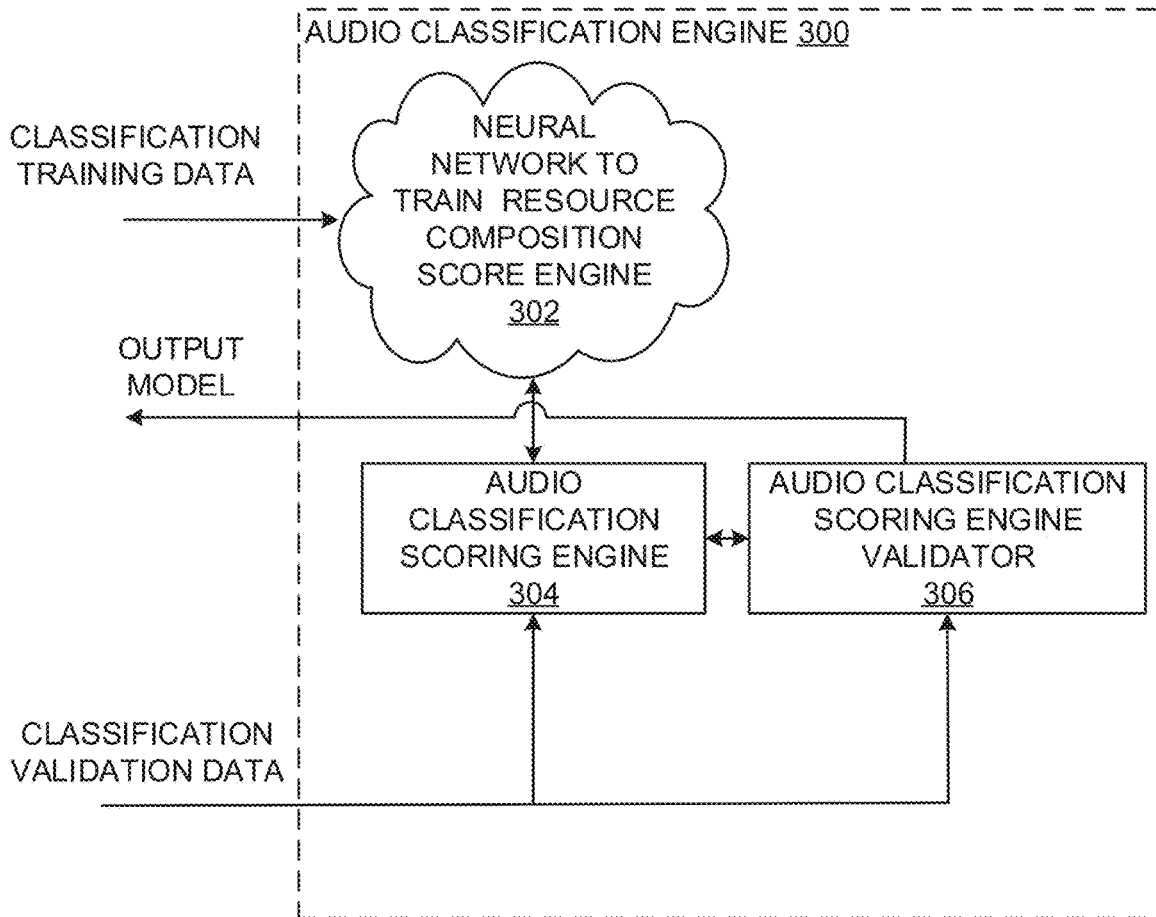 AUDIO CLASSIFICATION ENGINE 300
CLASSIFICATION
TRAINING DATA
NEURAL
NETWORK TO
TRAIN RESOURCE
COMPOSITION
SCORE ENGINE
302
OUTPUT
MODEL
AUDIO
CLASSIFICATION
SCORING ENGINE
304
AUDIO CLASSIFICATION
SCORING ENGINE
VALIDATOR
306
CLASSIFICATION
VALIDATION DATA